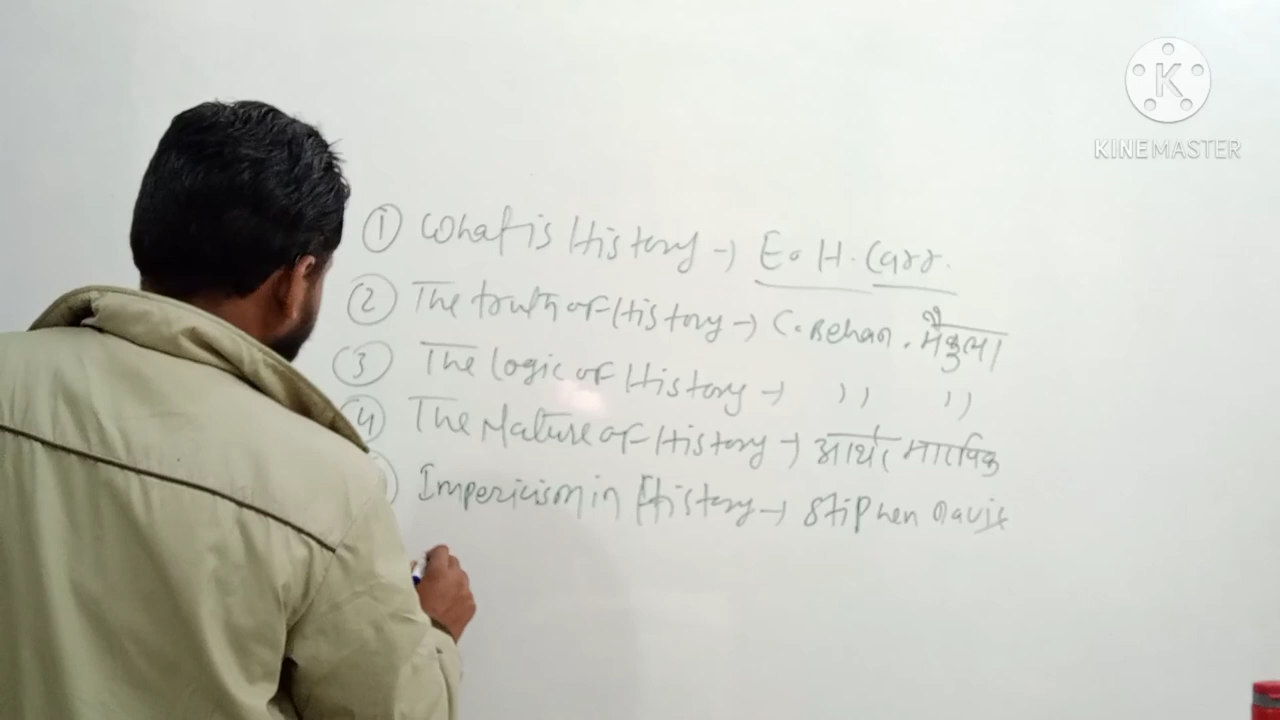 ① What is History → E. H. Carr.
② The truth of History → C. Behan. मैकुला
③ The logic of History → ,, ,,
④ The Nature of History → आर्थर मारविक
Impericism in History → Stiphen Davis
K
KINEMASTER